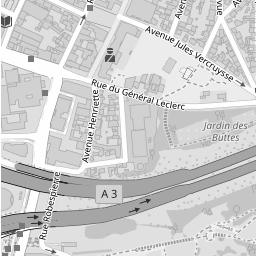 Avenue Jules Vercruysse
Rue du Général Leclerc
Avenue Henriette
Jardin des
Buttes
A 3
Rue Robespierre